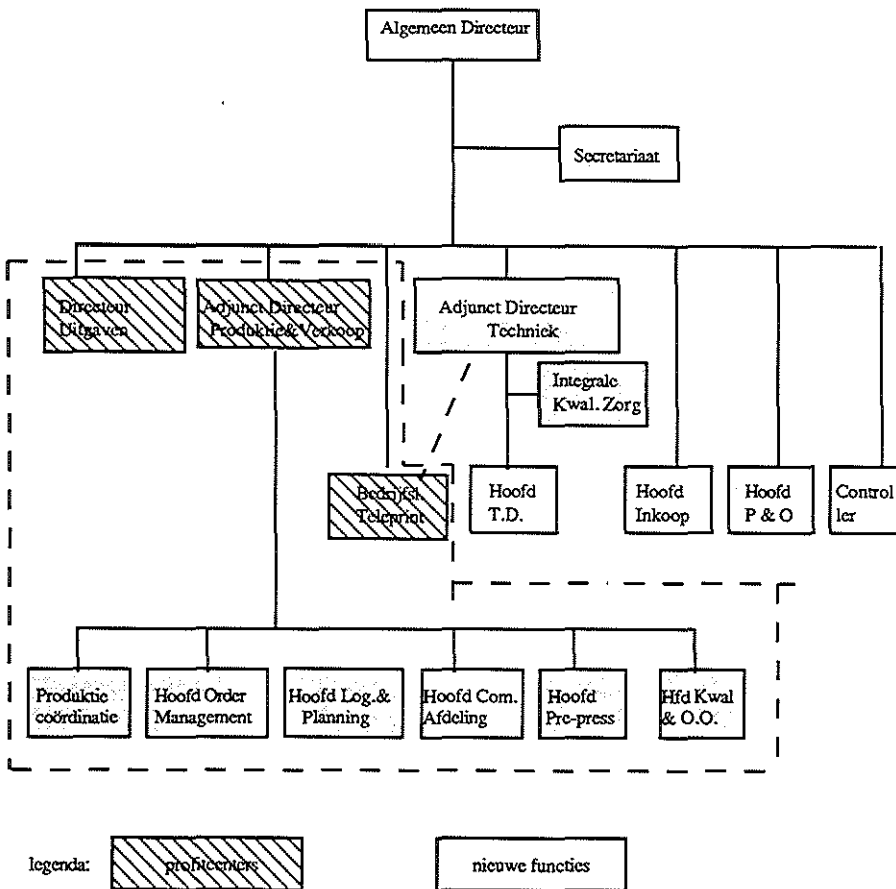 Algemeen Directeur
Secretariaat
Directeur
Uitgaven
Adjunct Directeur
Produktie&Verkoop
Adjunct Directeur
Techniek
Integrale
Kwal. Zorg
Bedrijfsl.
Teleprint
Hoofd
T.D.
Hoofd
Inkoop
Hoofd
P & O
Control
ler
Produktie
coördinatie
Hoofd Order
Management
Hoofd Log.&
Planning
Hoofd Com.
Afdeling
Hoofd
Pre-press
Hfd Kwal
& O.O.
legenda:
profitcenters
nieuwe functies